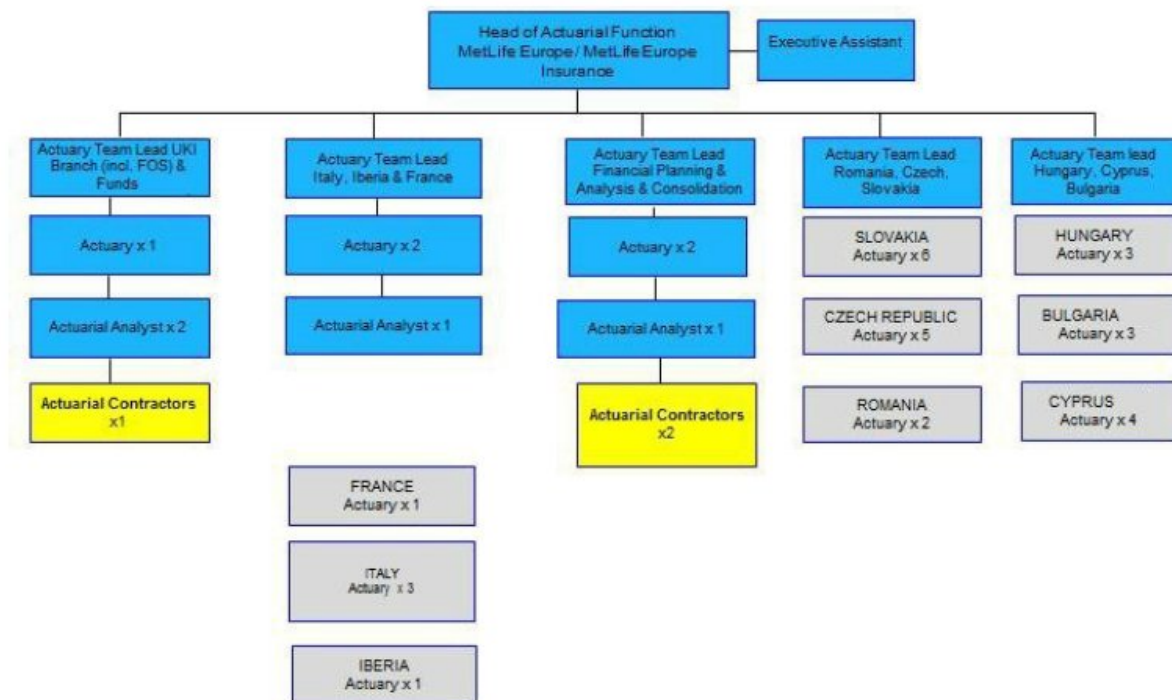 Head of Actuarial Function
MetLife Europe/ MetLife Europe
Insurance
Executive Assistant
Actuary Team Lead UKI
Branch (incl. FOS) &
Funds
Actuary Team Lead
Italy, Iberia & France
Actuary Team Lead
Financial Planning &
Analysis & Consolidation
Actuary Team Lead
Romania, Czech,
Slovakia
Actuary Team lead
Hungary, Cyprus,
Bulgaria
Actuary x 1
Actuary x 2
Actuary x 2
SLOVAKIA
Actuary x 6
HUNGARY
Actuary x 3
Actuarial Analyst x 2
Actuarial Analyst x 1
Actuarial Analyst x 1
CZECH REPUBLIC
Actuary x 5
BULGARIA
Actuary x 3
Actuarial Contractors
x1
Actuarial Contractors
x2
ROMANIA
Actuary x 2
CYPRUS
Actuary x 4
FRANCE
Actuary x 1
ITALY
Actuary x 3
IBERIA
Actuary x 1